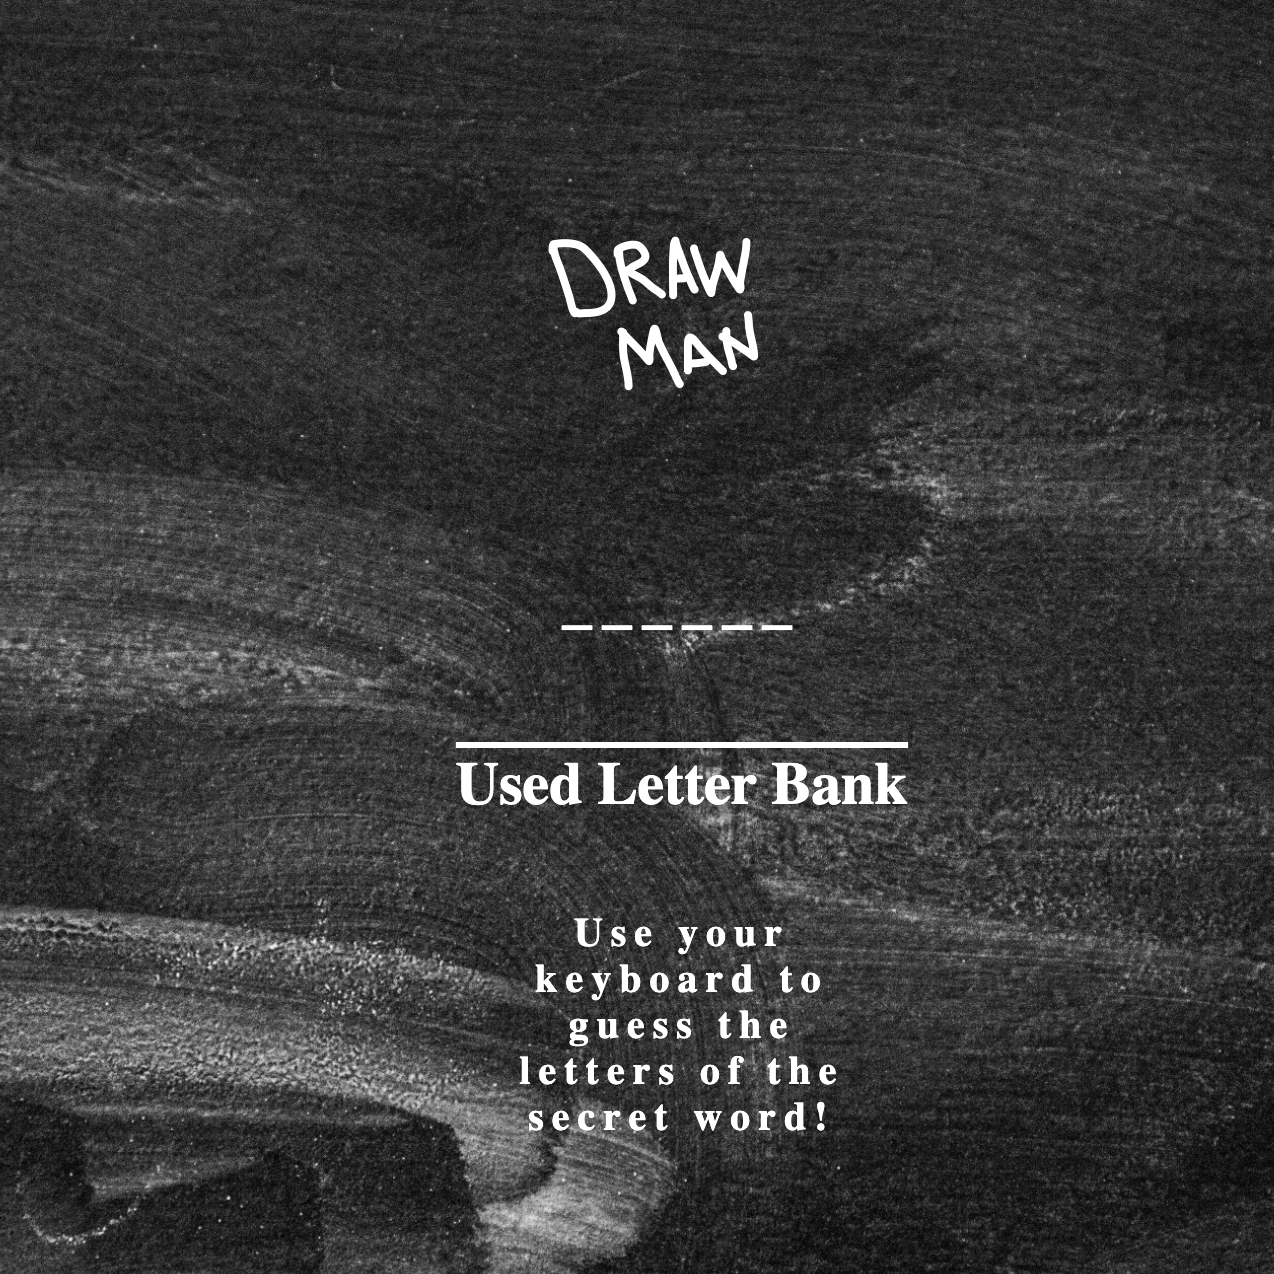 DRAW
MAN
_ _ _ _ _ _
Used Letter Bank
Use your
keyboard to
guess the
letters of the
secret word!